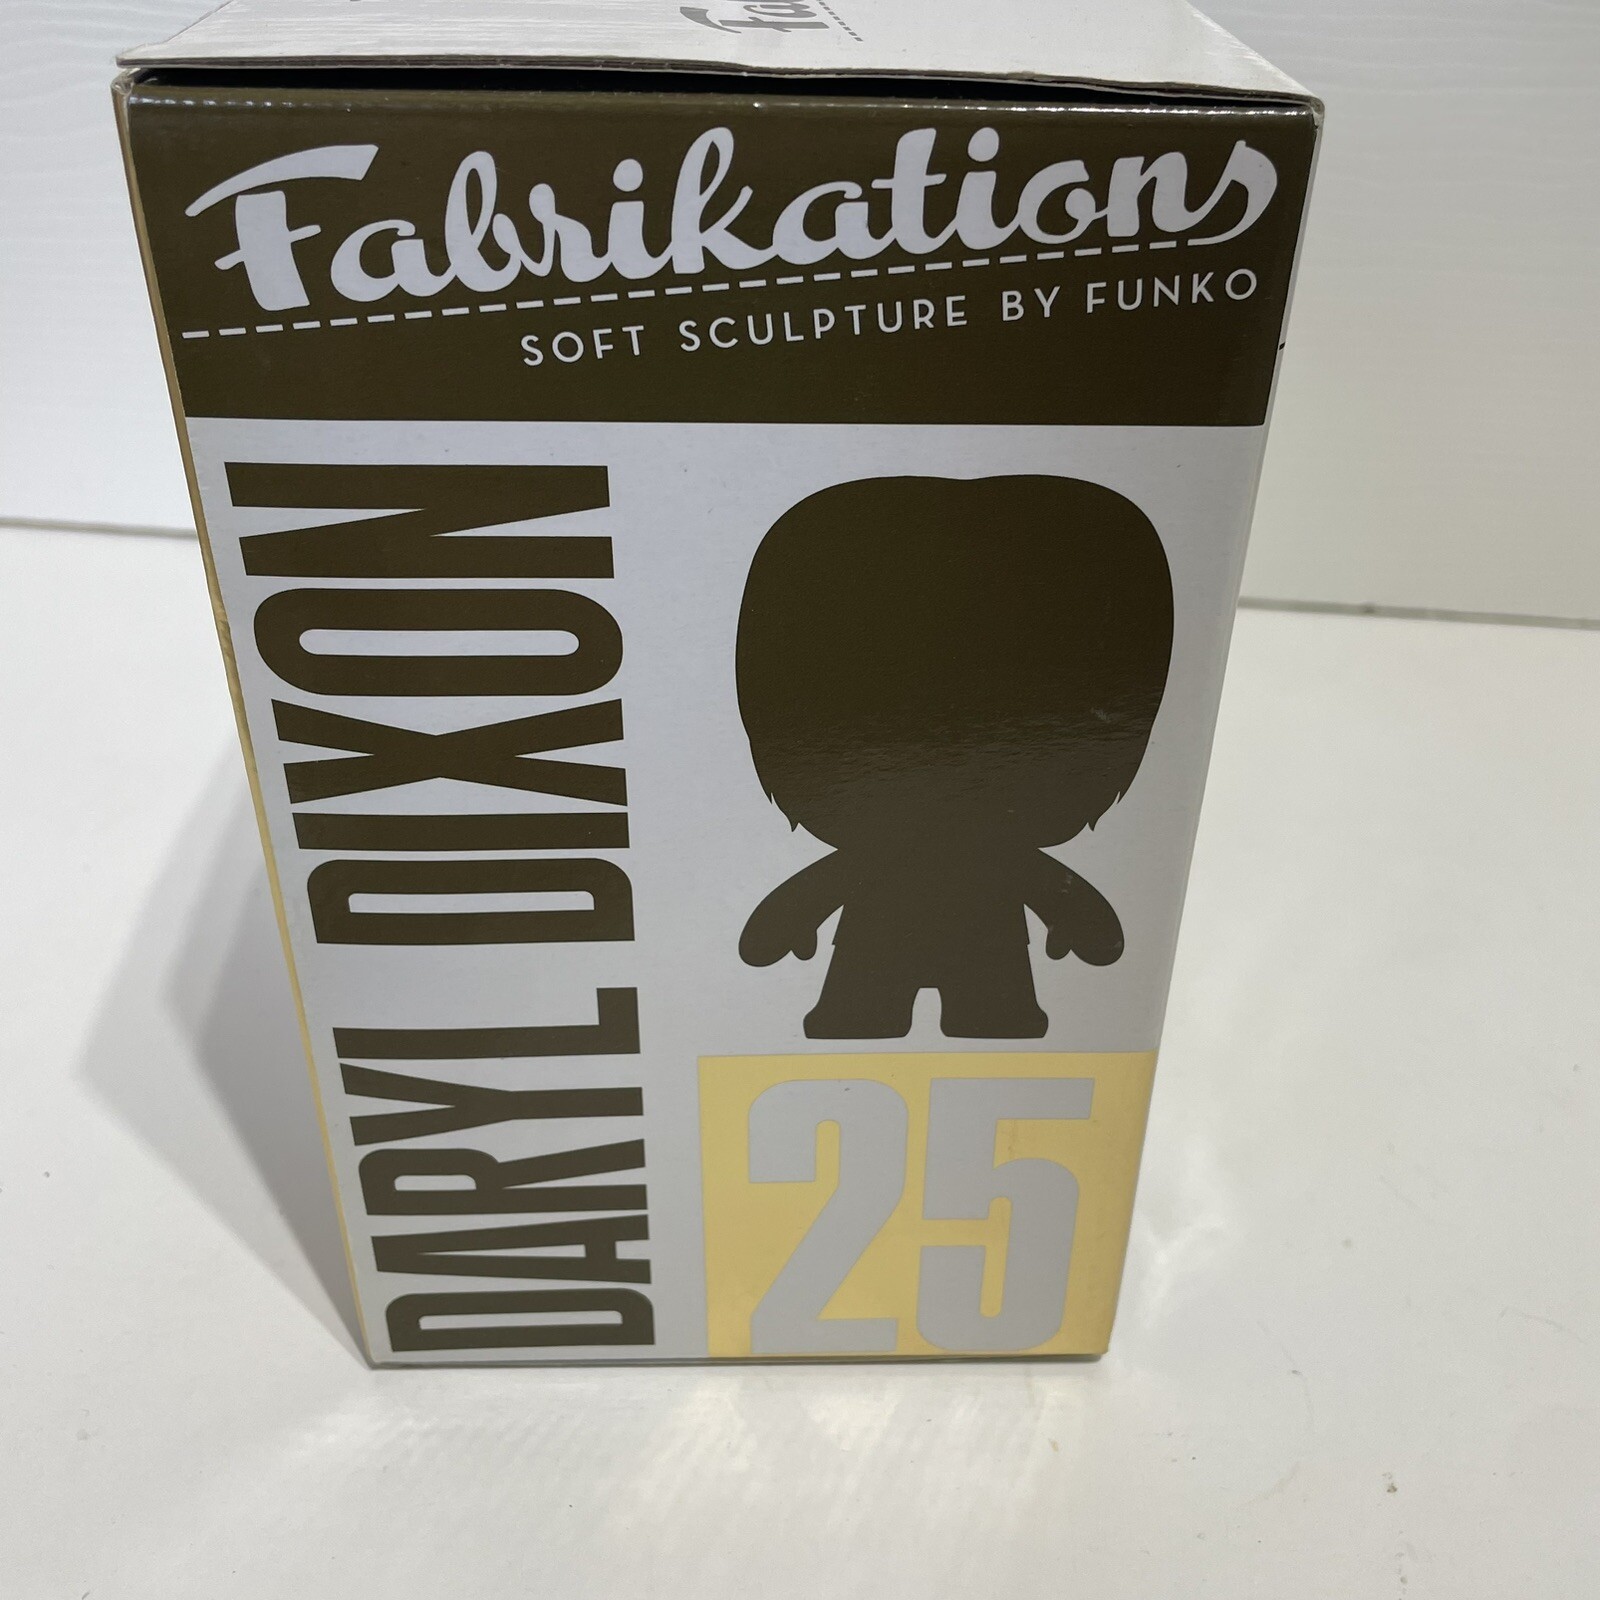 Fabrikations
SOFT SCULPTURE BY FUNKO
DARYL DIXON
25